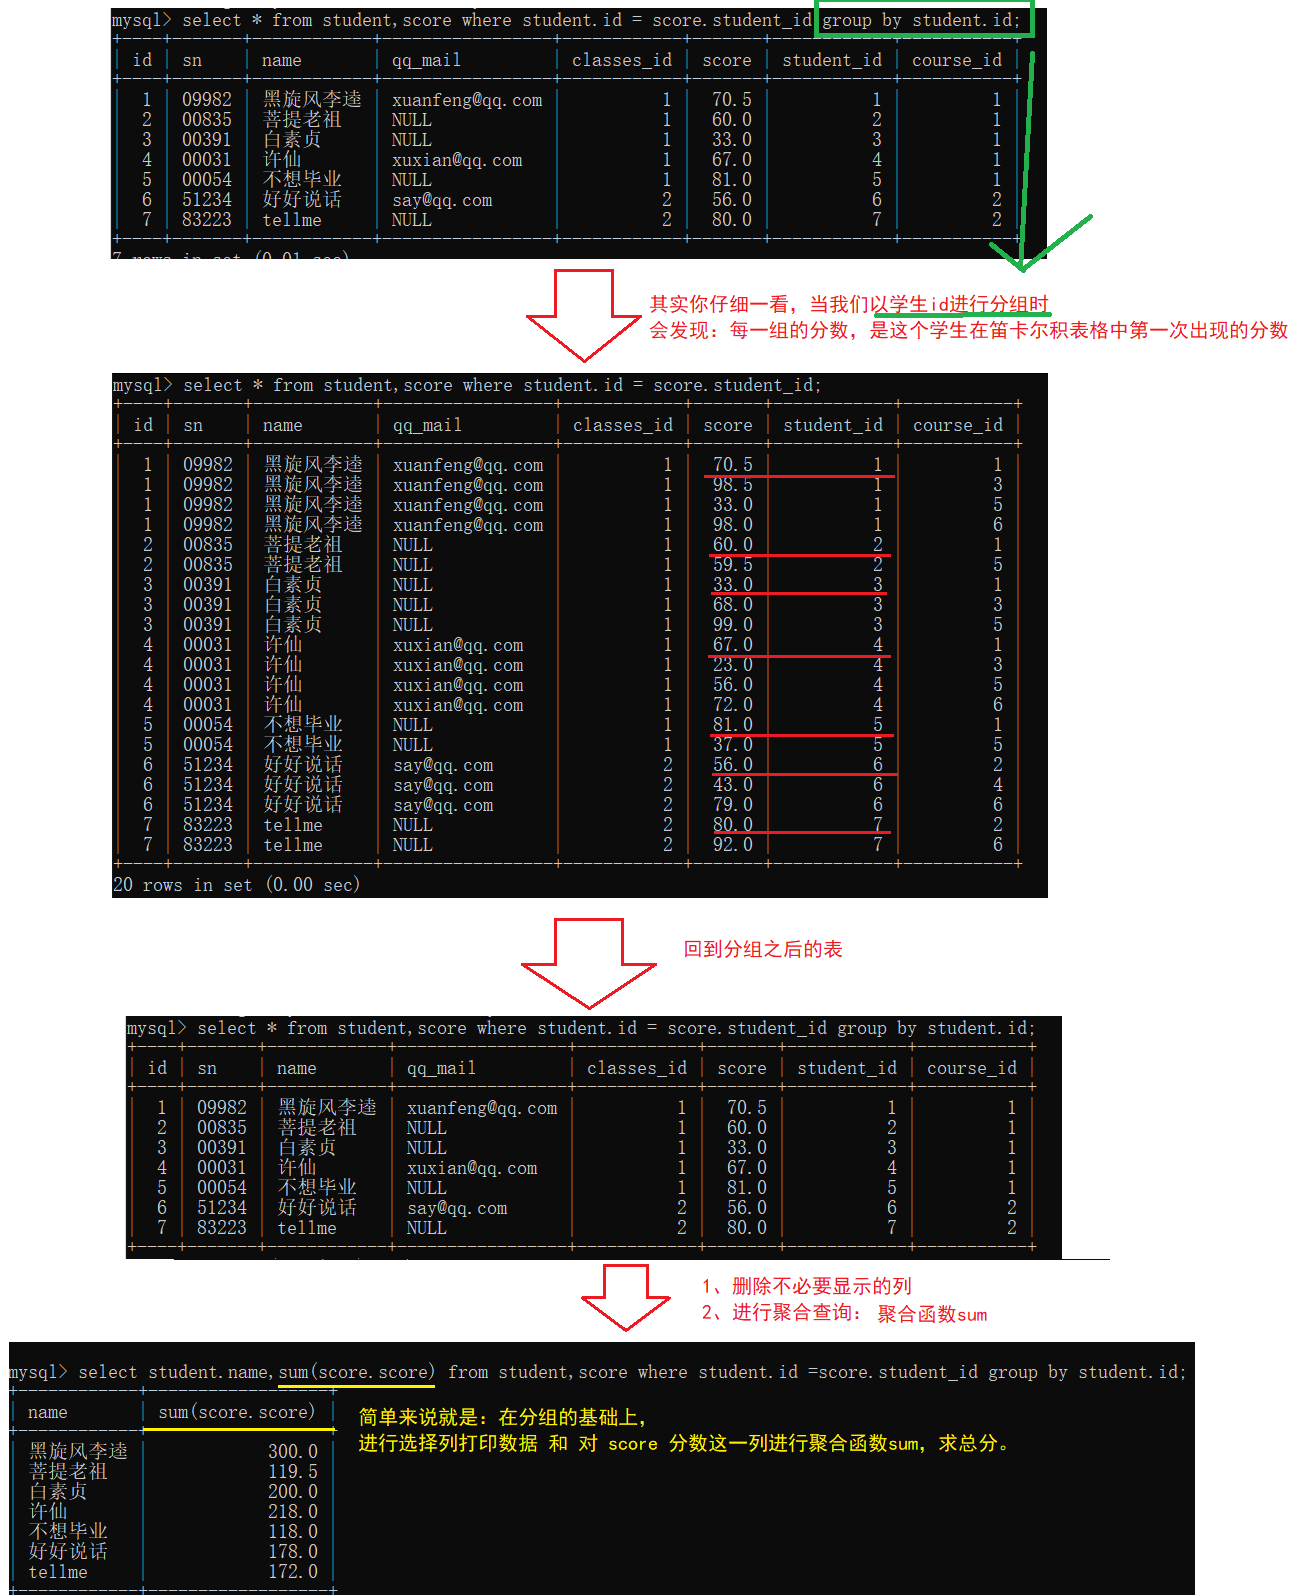 mysql> select * from student,score where student.id = score.student_id group by student.id;
| id | sn | name | qq_mail | classes_id | score | student_id | course_id |
| 1 | 09982 | 黑旋风李逵 | xuanfeng@qq.com | 1 | 70.5 | 1 | 1 |
| 2 | 00835 | 菩提老祖 | NULL | 1 | 60.0 | 2 | 1 |
| 3 | 00391 | 白素贞 | NULL | 1 | 33.0 | 3 | 1 |
| 4 | 00031 | 许仙 | xuxian@qq.com | 1 | 67.0 | 4 | 1 |
| 5 | 00054 | 不想毕业 | NULL | 1 | 81.0 | 5 | 1 |
| 6 | 51234 | 好好说话 | say@qq.com | 2 | 56.0 | 6 | 2 |
| 7 | 83223 | tellme | NULL | 2 | 80.0 | 7 | 2 |
7 rows in set (0.01 sec)
其实你仔细一看，当我们以学生id进行分组时
会发现：每一组的分数，是这个学生在笛卡尔积表格中第一次出现的分数
mysql> select * from student,score where student.id = score.student_id;
| id | sn | name | qq_mail | classes_id | score | student_id | course_id |
| 1 | 09982 | 黑旋风李逵 | xuanfeng@qq.com | 1 | 70.5 | 1 | 1 |
| 1 | 09982 | 黑旋风李逵 | xuanfeng@qq.com | 1 | 98.5 | 1 | 3 |
| 1 | 09982 | 黑旋风李逵 | xuanfeng@qq.com | 1 | 33.0 | 1 | 5 |
| 1 | 09982 | 黑旋风李逵 | xuanfeng@qq.com | 1 | 98.0 | 1 | 6 |
| 2 | 00835 | 菩提老祖 | NULL | 1 | 60.0 | 2 | 1 |
| 2 | 00835 | 菩提老祖 | NULL | 1 | 59.5 | 2 | 5 |
| 3 | 00391 | 白素贞 | NULL | 1 | 33.0 | 3 | 1 |
| 3 | 00391 | 白素贞 | NULL | 1 | 68.0 | 3 | 3 |
| 3 | 00391 | 白素贞 | NULL | 1 | 99.0 | 3 | 5 |
| 4 | 00031 | 许仙 | xuxian@qq.com | 1 | 67.0 | 4 | 1 |
| 4 | 00031 | 许仙 | xuxian@qq.com | 1 | 23.0 | 4 | 3 |
| 4 | 00031 | 许仙 | xuxian@qq.com | 1 | 56.0 | 4 | 5 |
| 4 | 00031 | 许仙 | xuxian@qq.com | 1 | 72.0 | 4 | 6 |
| 5 | 00054 | 不想毕业 | NULL | 1 | 81.0 | 5 | 1 |
| 5 | 00054 | 不想毕业 | NULL | 1 | 37.0 | 5 | 5 |
| 6 | 51234 | 好好说话 | say@qq.com | 2 | 56.0 | 6 | 2 |
| 6 | 51234 | 好好说话 | say@qq.com | 2 | 43.0 | 6 | 4 |
| 6 | 51234 | 好好说话 | say@qq.com | 2 | 79.0 | 6 | 6 |
| 7 | 83223 | tellme | NULL | 2 | 80.0 | 7 | 2 |
| 7 | 83223 | tellme | NULL | 2 | 92.0 | 7 | 6 |
20 rows in set (0.00 sec)
回到分组之后的表
mysql> select * from student,score where student.id = score.student_id group by student.id;
| id | sn | name | qq_mail | classes_id | score | student_id | course_id |
| 1 | 09982 | 黑旋风李逵 | xuanfeng@qq.com | 1 | 70.5 | 1 | 1 |
| 2 | 00835 | 菩提老祖 | NULL | 1 | 60.0 | 2 | 1 |
| 3 | 00391 | 白素贞 | NULL | 1 | 33.0 | 3 | 1 |
| 4 | 00031 | 许仙 | xuxian@qq.com | 1 | 67.0 | 4 | 1 |
| 5 | 00054 | 不想毕业 | NULL | 1 | 81.0 | 5 | 1 |
| 6 | 51234 | 好好说话 | say@qq.com | 2 | 56.0 | 6 | 2 |
| 7 | 83223 | tellme | NULL | 2 | 80.0 | 7 | 2 |
1、删除不必要显示的列
2、进行聚合查询： 聚合函数sum
mysql> select student.name,sum(score.score) from student,score where student.id =score.student_id group by student.id;
| name | sum(score.score) |
| 黑旋风李逵 | 300.0 |
| 菩提老祖 | 119.5 |
| 白素贞 | 200.0 |
| 许仙 | 218.0 |
| 不想毕业 | 118.0 |
| 好好说话 | 178.0 |
| tellme | 172.0 |
简单来说就是：在分组的基础上，
进行选择列打印数据 和 对 score 分数这一列进行聚合函数sum，求总分。